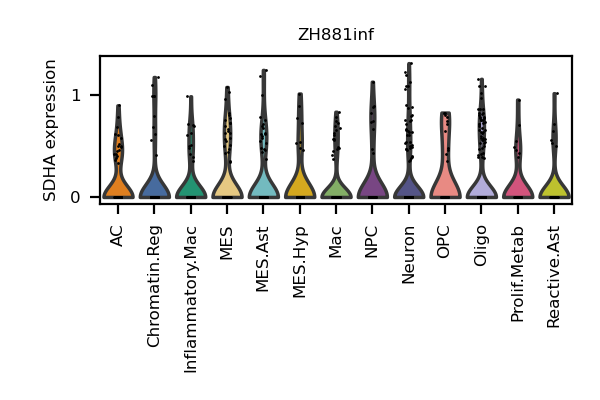 ZH881inf
SDHA expression
1
0
AC
Chromatin.Reg
Inflammatory.Mac
MES
MES.Ast
MES.Hyp
Mac
NPC
Neuron
OPC
Oligo
Prolif.Metab
Reactive.Ast